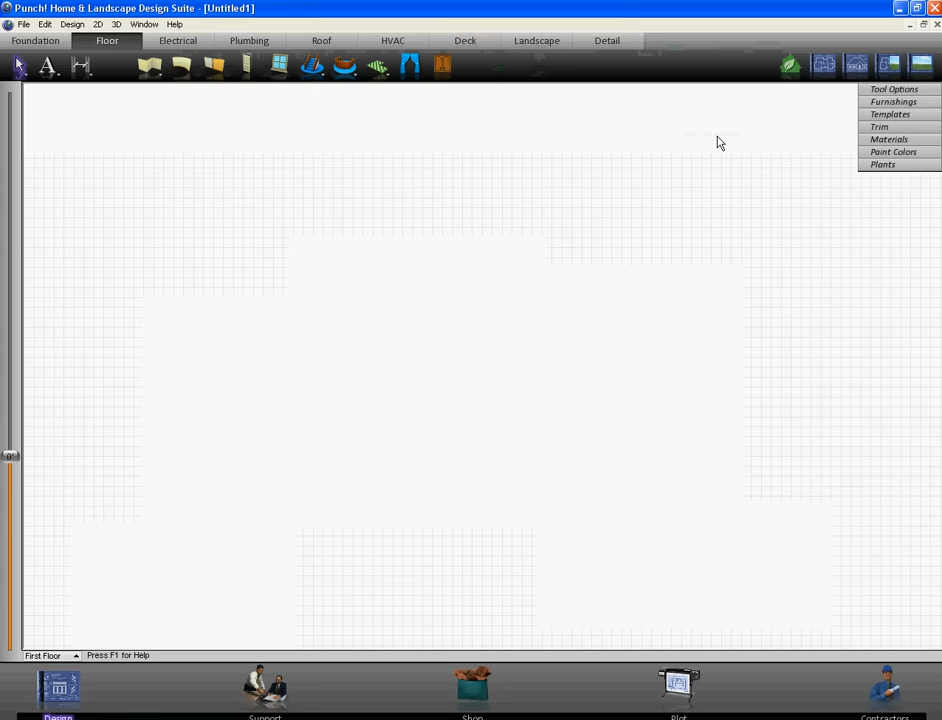 Punch! Home & Landscape Design Suite - [Untitled1]
File Edit Design 2D 3D Window Help
Foundation Floor Electrical Plumbing Roof HVAC Deck Landscape Detail
A
Tool Options
Furnishings
Templates
Trim
Materials
Paint Colors
Plants
0'
First Floor Press F1 for Help
Design Support Shop Plot Contractors